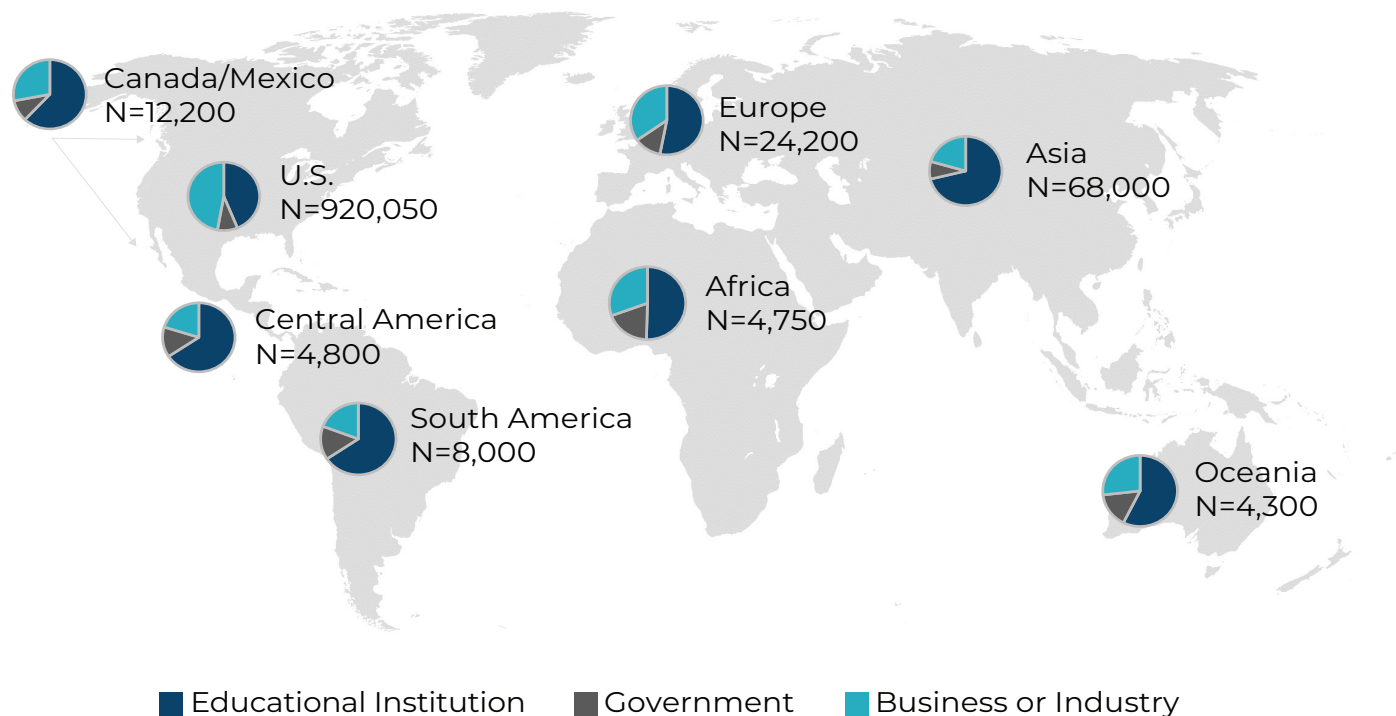 Canada/Mexico
N=12,200
Europe
N=24,200
Asia
N=68,000
U.S.
N=920,050
Africa
N=4,750
Central America
N=4,800
South America
N=8,000
Oceania
N=4,300
Educational Institution
Government
Business or Industry